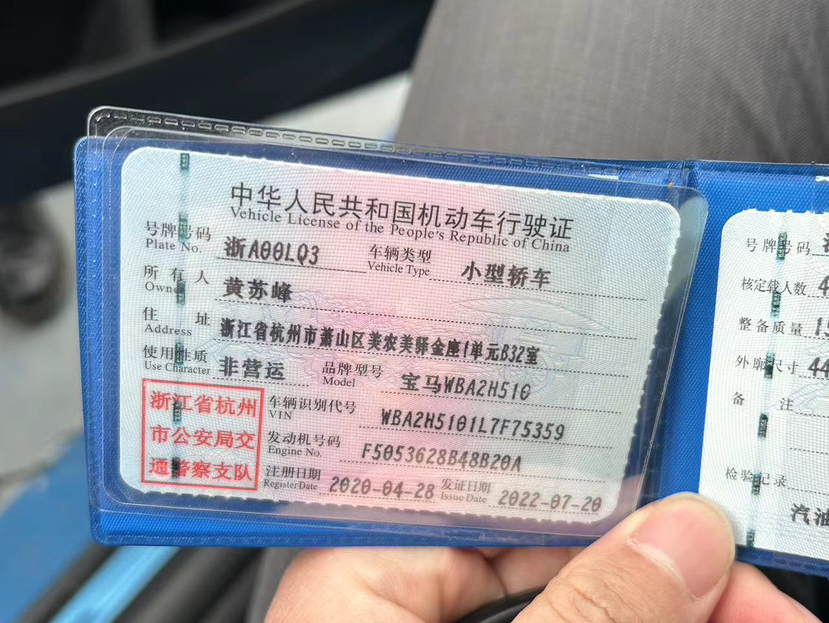 中华人民共和国机动车行驶证
Vehicle License of the People's Republic of China
号牌号码 浙A00LQ3 车辆类型 小型轿车
Plate No. Vehicle Type
所有人 黄苏峰
Owner
住址 浙江省杭州市萧山区美农美驿金座1单元B32室
Address
使用性质 非营运 品牌型号 宝马WBA2H510
Use Character Model
浙江省杭州
市公安局交
通警察支队
车辆识别代号 WBA2H5101L7F75359
VIN
发动机号码 F5053628B48B20A
Engine No.
注册日期 2020-04-28 发证日期 2022-07-20
Register Date Issue Date
号牌号码
核定载人数 4
整备质量
外廓尺寸 44
备注
检验记录
汽油